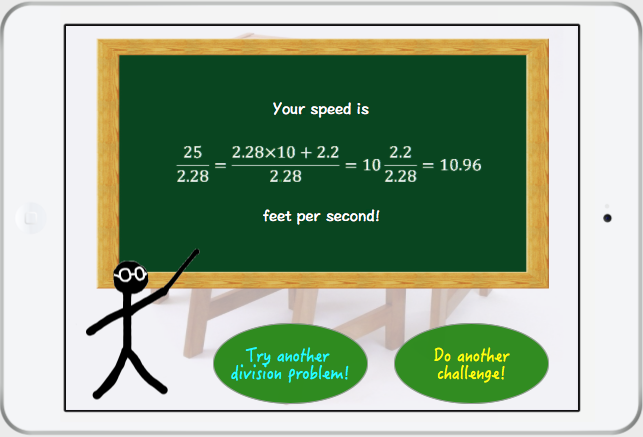 Your speed is
25/2.28 = (2.28×10 + 2.2)/2.28 = 10 2.2/2.28 = 10.96
feet per second!
Try another
division problem!
Do another
challenge!